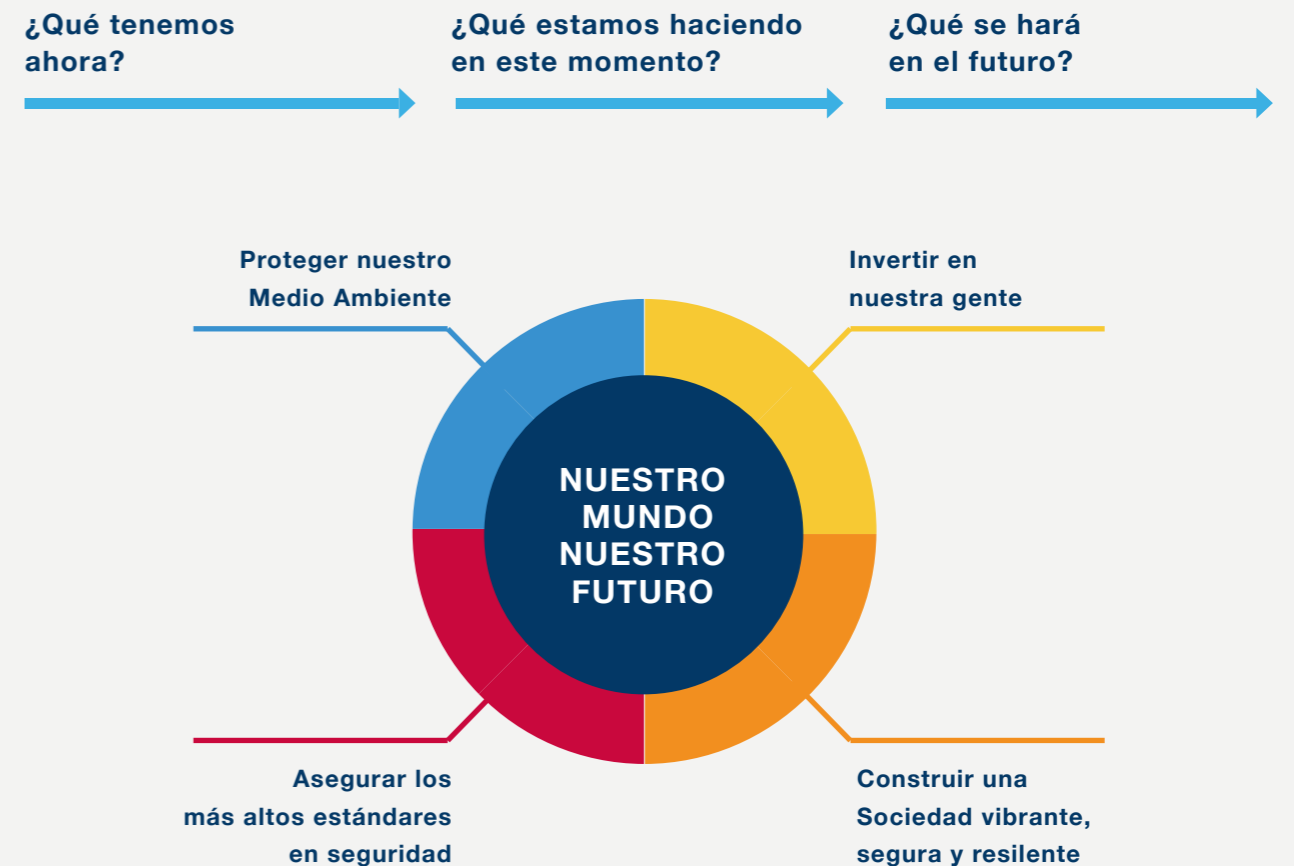 ¿Qué tenemos
ahora?
¿Qué estamos haciendo
en este momento?
¿Qué se hará
en el futuro?
Proteger nuestro
Medio Ambiente
Invertir en
nuestra gente
NUESTRO
MUNDO
NUESTRO
FUTURO
Asegurar los
más altos estándares
en seguridad
Construir una
Sociedad vibrante,
segura y resilente